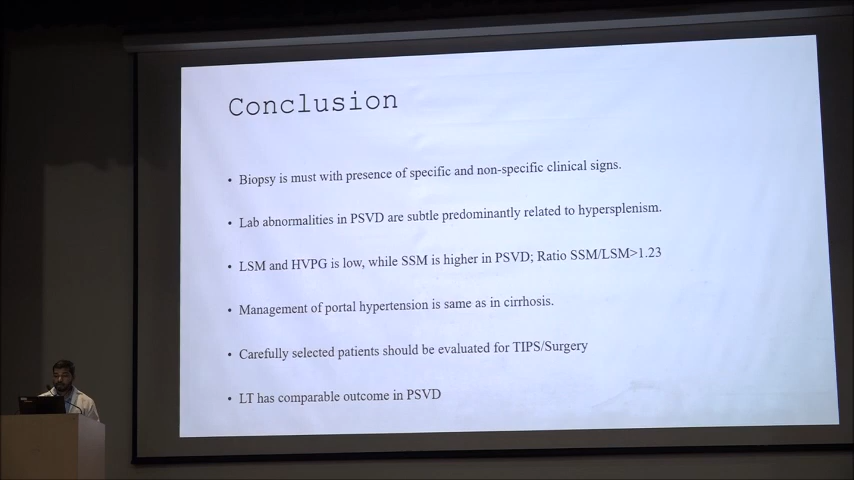 Conclusion
• Biopsy is must with presence of specific and non-specific clinical signs.
• Lab abnormalities in PSVD are subtle predominantly related to hypersplenism.
• LSM and HVPG is low, while SSM is higher in PSVD; Ratio SSM/LSM>1.23
• Management of portal hypertension is same as in cirrhosis.
• Carefully selected patients should be evaluated for TIPS/Surgery
• LT has comparable outcome in PSVD